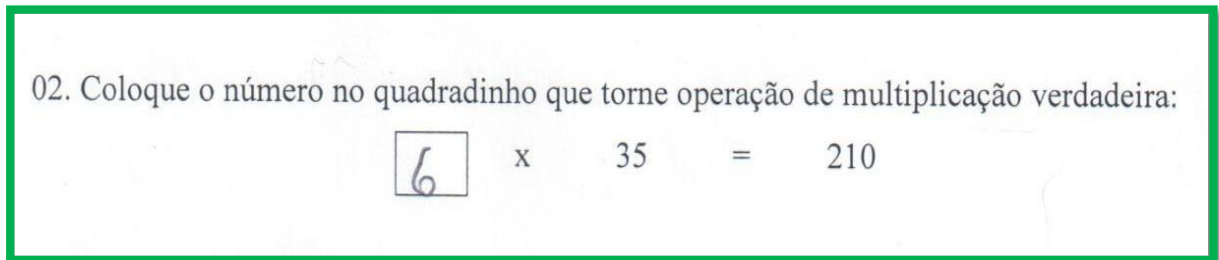 02. Coloque o número no quadradinho que torne operação de multiplicação verdadeira:
6 x 35 = 210